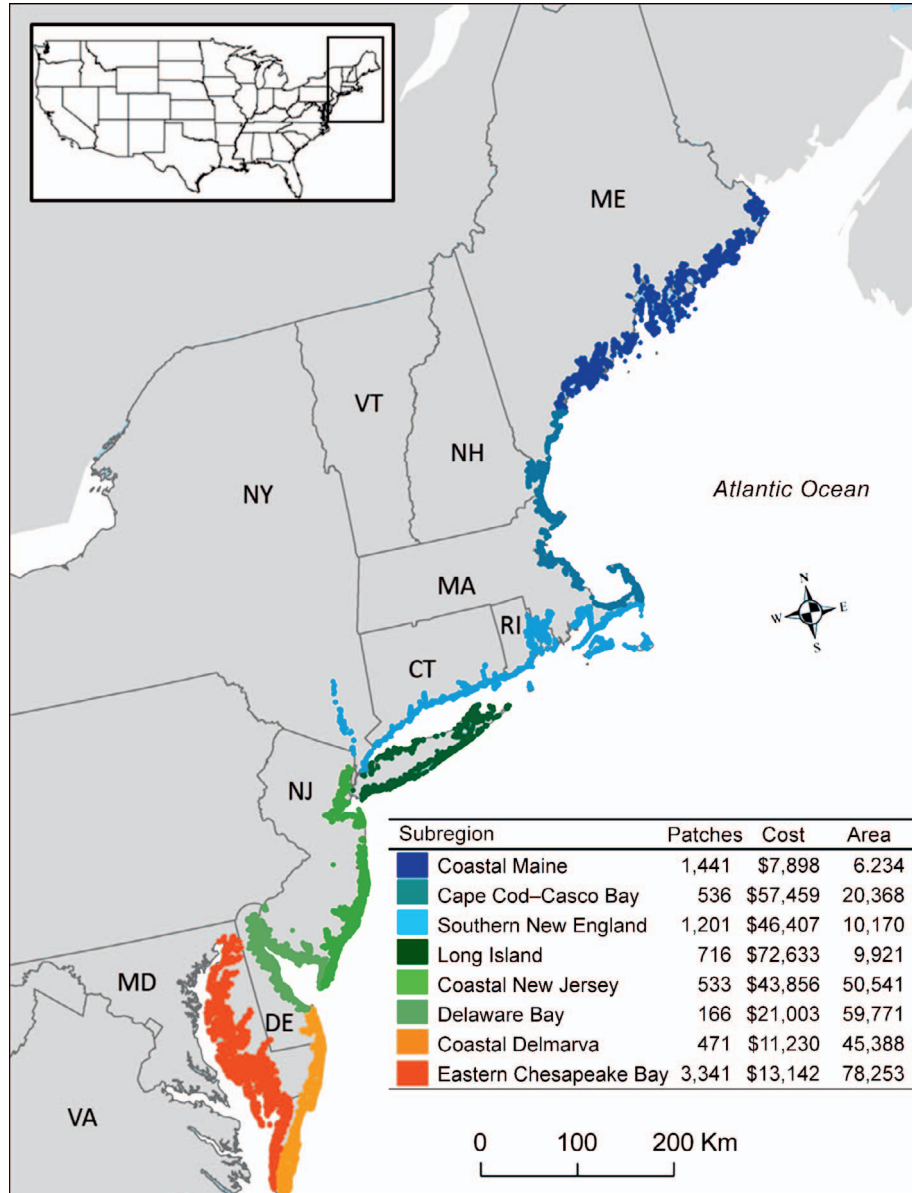 ME
VT
NH
NY
Atlantic Ocean
MA
N
W E
S
RI
CT
NJ
Subregion Patches Cost Area
Coastal Maine 1,441 $7,898 6.234
Cape Cod–Casco Bay 536 $57,459 20,368
Southern New England 1,201 $46,407 10,170
Long Island 716 $72,633 9,921
Coastal New Jersey 533 $43,856 50,541
Delaware Bay 166 $21,003 59,771
Coastal Delmarva 471 $11,230 45,388
Eastern Chesapeake Bay 3,341 $13,142 78,253
MD
DE
VA
0 100 200 Km